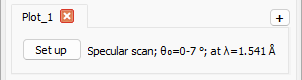 Plot_1
+
Set up Specular scan; θ₀=0-7 °; at λ=1.541 Å